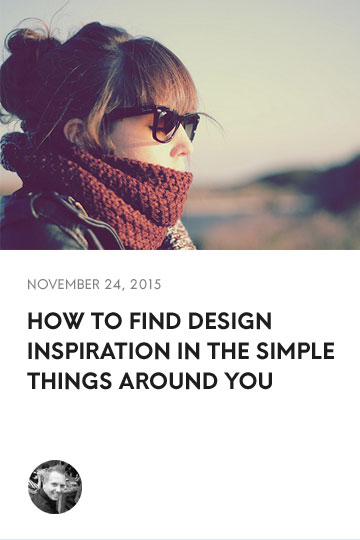 NOVEMBER 24, 2015
HOW TO FIND DESIGN
INSPIRATION IN THE SIMPLE
THINGS AROUND YOU